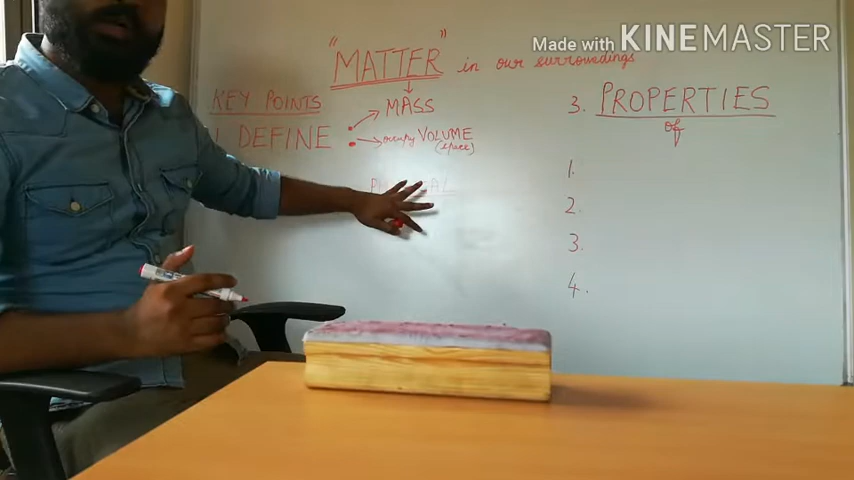 Made with KINEMASTER
"MATTER" in our surroundings
KEY POINTS
1 DEFINE
MASS
occupy VOLUME
(space)
3. PROPERTIES
of
1.
2.
3.
4.